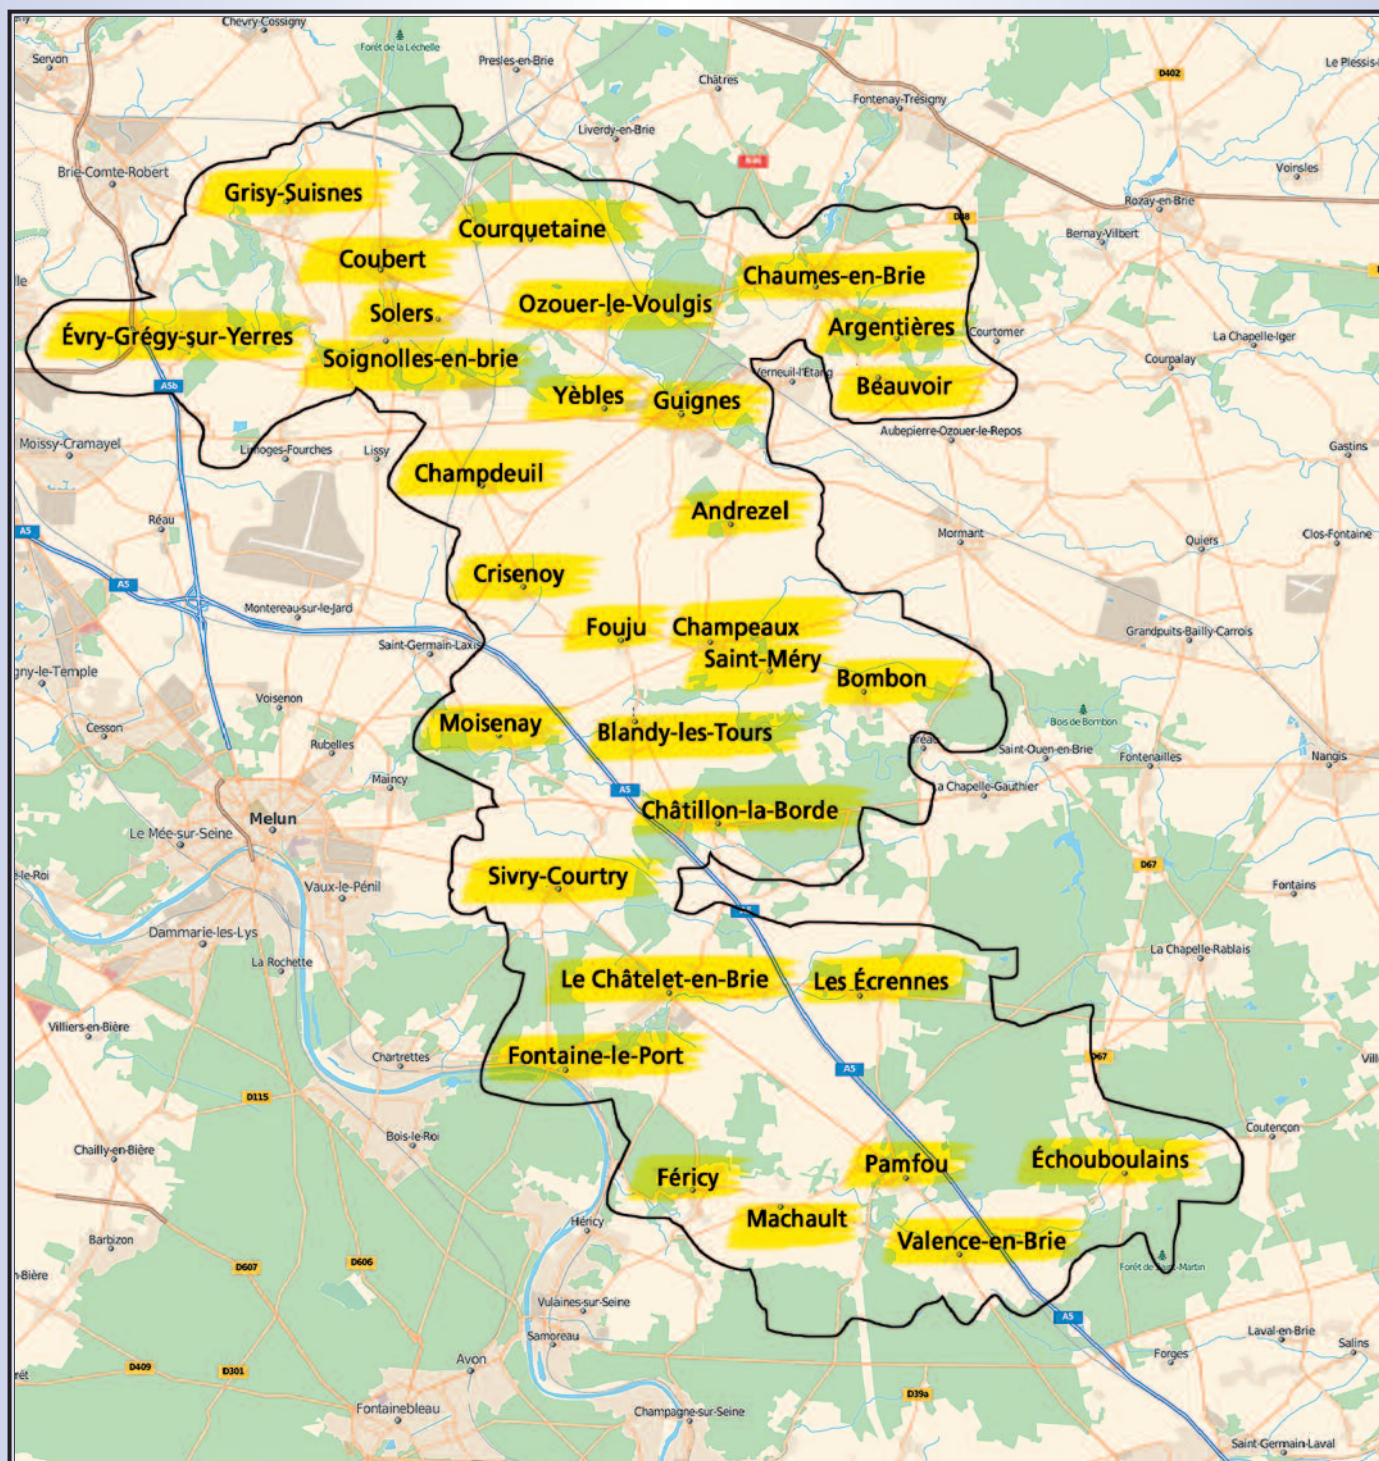 Chevry-Cossigny
Forêt de la Léchelle
Servon
Presles-en-Brie
Châtres
D402
Fontenay-Trésigny
Liverdy-en-Brie
Brie-Comte-Robert
Voinsles
Grisy-Suisnes
Rozay-en-Brie
D48
Courquetaine
Bernay-Vilbert
Coubert
Chaumes-en-Brie
Ozouer-le-Voulgis
Solers
Argentières
Courtomer
La Chapelle-Iger
Évry-Grégy-sur-Yerres
Soignolles-en-brie
Courpalay
Verneuil-l'Étang
A5b
Beauvoir
Yèbles
Guignes
Aubepierre-Ozouer-le-Repos
Moissy-Cramayel
Limoges-Fourches
Lissy
Gastins
Champdeuil
Andrezel
Réau
A5
Mormant
Quiers
Clos-Fontaine
Crisenoy
A5
Montereau-sur-le-Jard
Fouju
Champeaux
Grandpuits-Bailly-Carrois
Saint-Germain-Laxis
Saint-Méry
gny-le-Temple
Bombon
Voisenon
Bois de Bombon
Moisenay
Cesson
Blandy-les-Tours
Rubelles
Saint-Ouen-en-Brie
Fontenailles
Nangis
Maincy
A5
a Chapelle-Gauthier
Châtillon-la-Borde
Melun
Le Mée-sur-Seine
D67
e-le-Roi
Sivry-Courtry
Vaux-le-Pénil
Fontains
Dammarie-les-Lys
La Chapelle-Rablais
La Rochette
Le Châtelet-en-Brie
Les Écrennes
Villiers-en-Bière
Fontaine-le-Port
Chartrettes
D67
Vill
A5
D115
Coutençon
Bois-le-Roi
Chailly-en-Bière
Échouboulains
Pamfou
Féricy
Machault
Héricy
Barbizon
Valence-en-Brie
D606
D607
Forêt de Saint-Martin
n-Bière
Vulaines-sur-Seine
A5
Samoreau
Laval-en-Brie
Salins
Forges
Avon
D409
D301
rêt
D39a
Fontainebleau
Champagne-sur-Seine
Saint-Germain-Laval